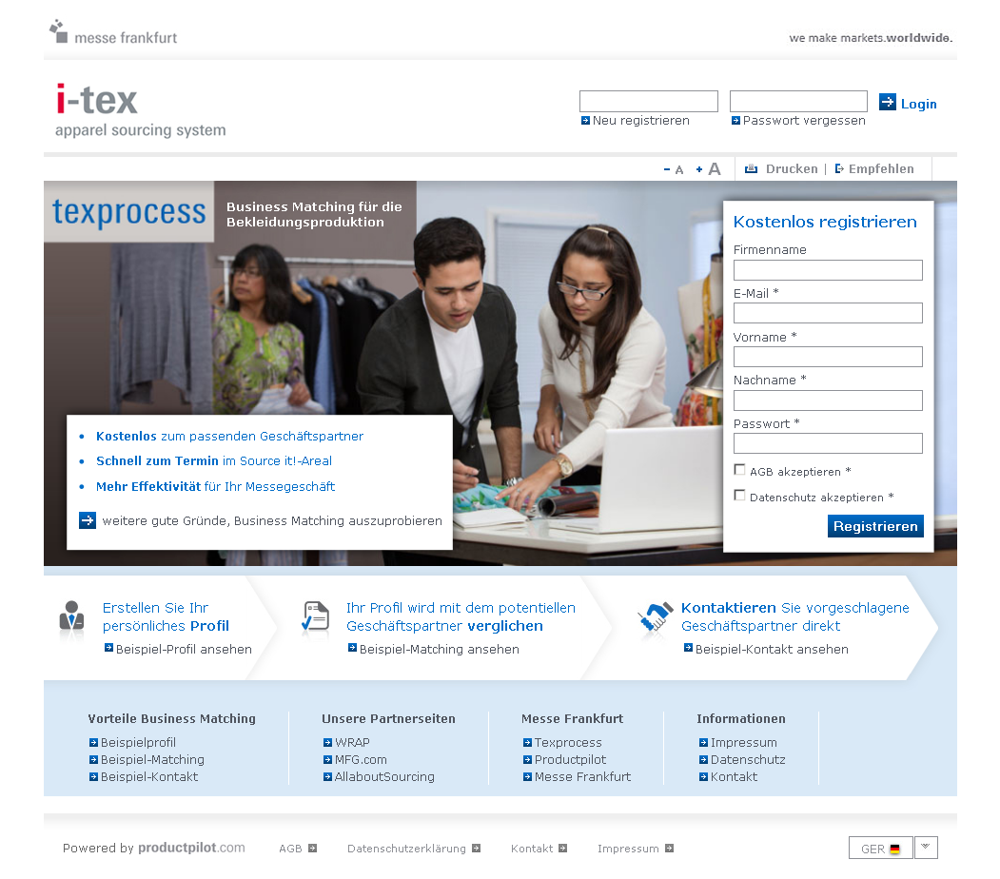 messe frankfurt
we make markets.worldwide.
i-tex
apparel sourcing system
Login
Neu registrieren
Passwort vergessen
- A + A Drucken | Empfehlen
texprocess
Business Matching für die
Bekleidungsproduktion
Kostenlos registrieren
Firmenname
E-Mail *
Vorname *
Nachname *
Passwort *
AGB akzeptieren *
Datenschutz akzeptieren *
Registrieren
• Kostenlos zum passenden Geschäftspartner
• Schnell zum Termin im Source it!-Areal
• Mehr Effektivität für Ihr Messegeschäft
weitere gute Gründe, Business Matching auszuprobieren
Erstellen Sie Ihr
persönliches Profil
Beispiel-Profil ansehen
Ihr Profil wird mit dem potentiellen
Geschäftspartner verglichen
Beispiel-Matching ansehen
Kontaktieren Sie vorgeschlagene
Geschäftspartner direkt
Beispiel-Kontakt ansehen
Vorteile Business Matching
Beispielprofil
Beispiel-Matching
Beispiel-Kontakt
Unsere Partnerseiten
WRAP
MFG.com
AllaboutSourcing
Messe Frankfurt
Texprocess
Productpilot
Messe Frankfurt
Informationen
Impressum
Datenschutz
Kontakt
Powered by productpilot.com
AGB
Datenschutzerklärung
Kontakt
Impressum
GER